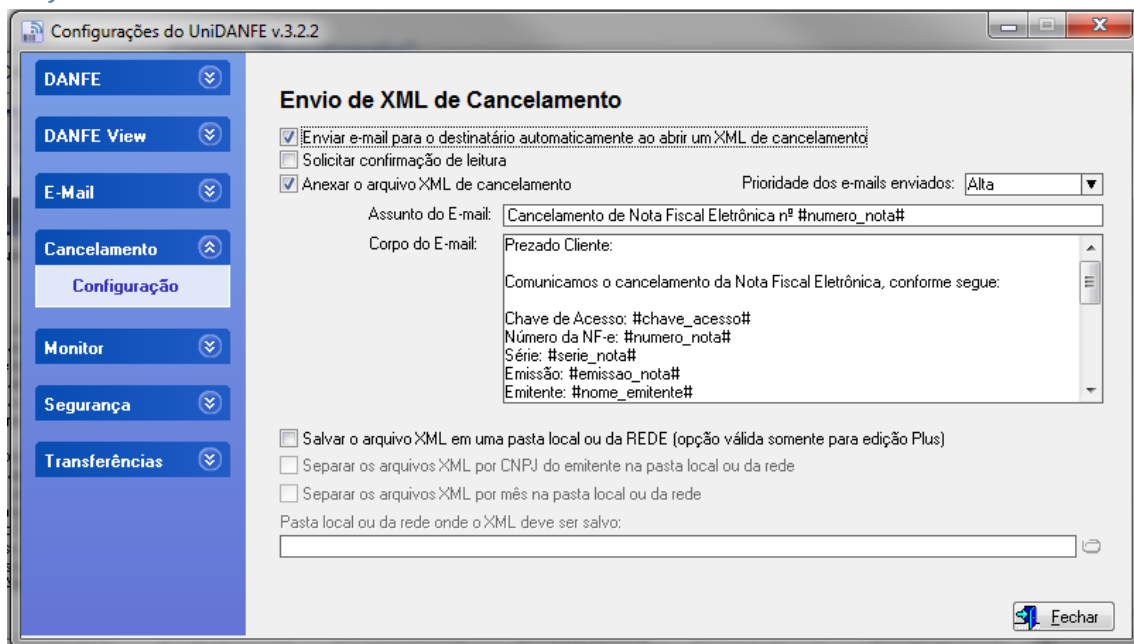 Configurações do UniDANFE v.3.2.2
DANFE
DANFE View
E-Mail
Cancelamento
Configuração
Monitor
Segurança
Transferências
Envio de XML de Cancelamento
Enviar e-mail para o destinatário automaticamente ao abrir um XML de cancelamento
Solicitar confirmação de leitura
Anexar o arquivo XML de cancelamento Prioridade dos e-mails enviados: Alta
Assunto do E-mail: Cancelamento de Nota Fiscal Eletrônica nº #numero_nota#
Corpo do E-mail: Prezado Cliente:
Comunicamos o cancelamento da Nota Fiscal Eletrônica, conforme segue:
Chave de Acesso: #chave_acesso#
Número da NF-e: #numero_nota#
Série: #serie_nota#
Emissão: #emissao_nota#
Emitente: #nome_emitente#
Salvar o arquivo XML em uma pasta local ou da REDE (opção válida somente para edição Plus)
Separar os arquivos XML por CNPJ do emitente na pasta local ou da rede
Separar os arquivos XML por mês na pasta local ou da rede
Pasta local ou da rede onde o XML deve ser salvo:
Fechar